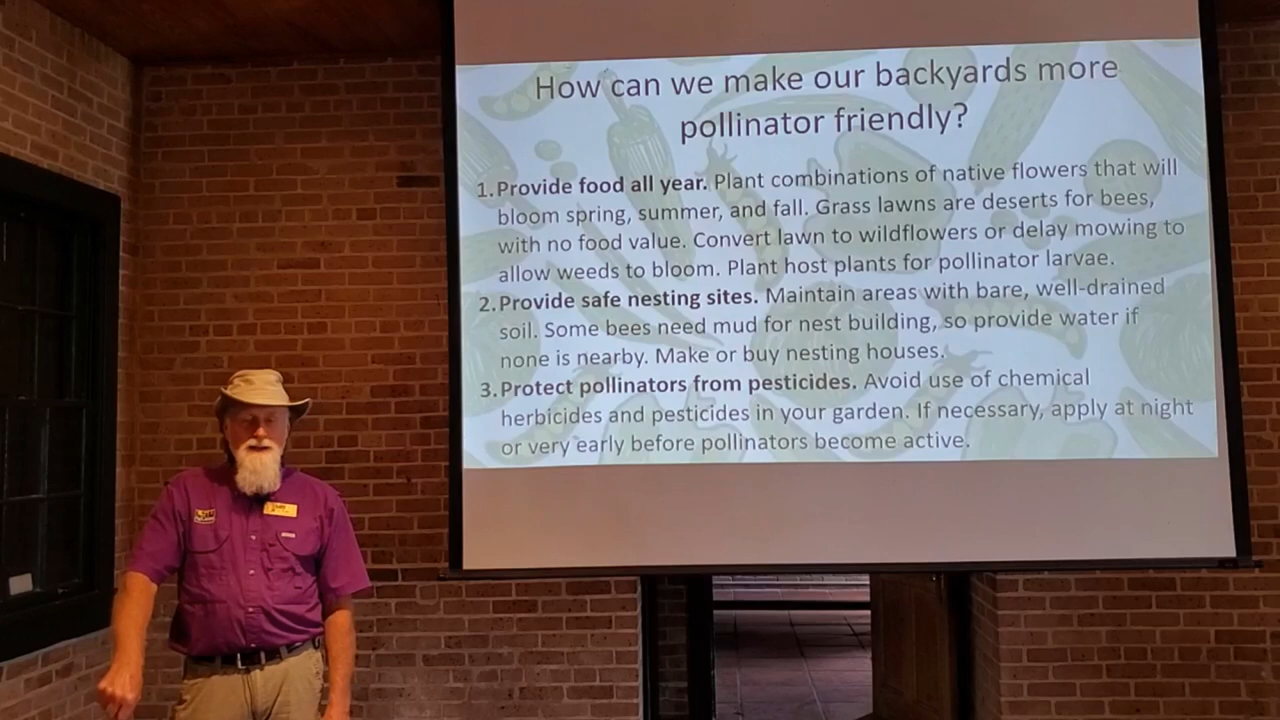 How can we make our backyards more
pollinator friendly?
1. Provide food all year. Plant combinations of native flowers that will
bloom spring, summer, and fall. Grass lawns are deserts for bees,
with no food value. Convert lawn to wildflowers or delay mowing to
allow weeds to bloom. Plant host plants for pollinator larvae.
2. Provide safe nesting sites. Maintain areas with bare, well-drained
soil. Some bees need mud for nest building, so provide water if
none is nearby. Make or buy nesting houses.
3. Protect pollinators from pesticides. Avoid use of chemical
herbicides and pesticides in your garden. If necessary, apply at night
or very early before pollinators become active.